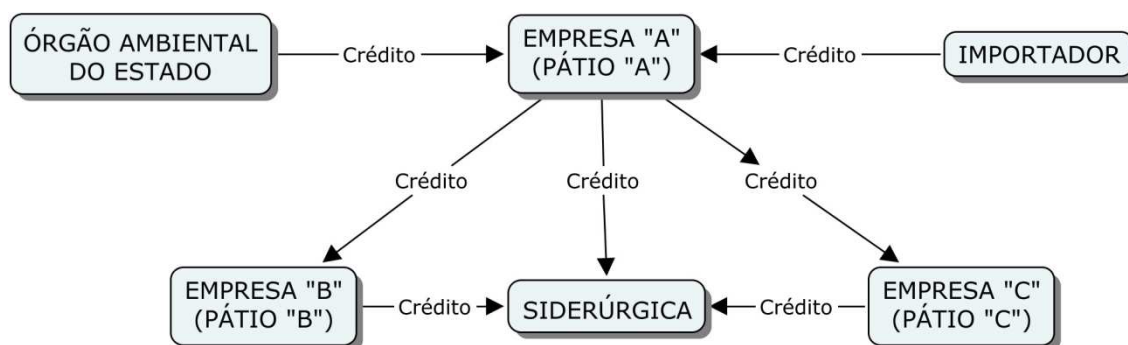 ÓRGÃO AMBIENTAL
DO ESTADO
Crédito
EMPRESA "A"
(PÁTIO "A")
Crédito
IMPORTADOR
Crédito
Crédito
Crédito
EMPRESA "B"
(PÁTIO "B")
Crédito
SIDERÚRGICA
Crédito
EMPRESA "C"
(PÁTIO "C")